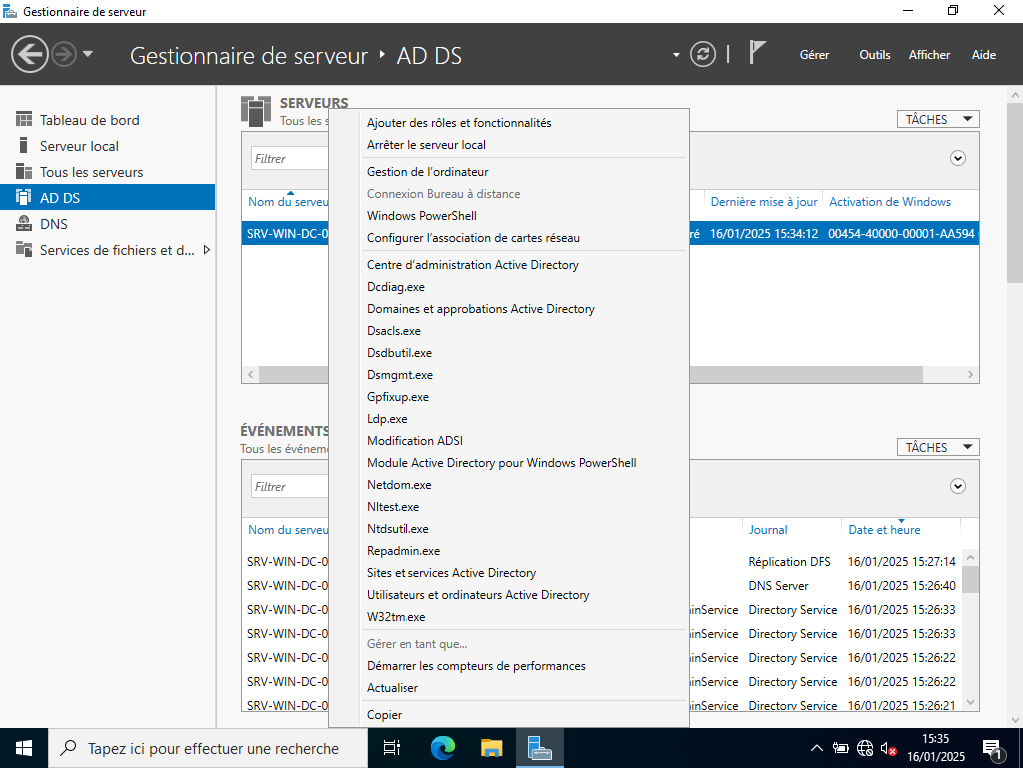 Gestionnaire de serveur
Gestionnaire de serveur ‣ AD DS
Gérer Outils Afficher Aide
Tableau de bord
Serveur local
Tous les serveurs
AD DS
DNS
Services de fichiers et d...
SERVEURS
Tous les
TÂCHES
Filtrer
Nom du serveu
Dernière mise à jour
Activation de Windows
SRV-WIN-DC-0
ré 16/01/2025 15:34:12 00454-40000-00001-AA594
Ajouter des rôles et fonctionnalités
Arrêter le serveur local
Gestion de l'ordinateur
Connexion Bureau à distance
Windows PowerShell
Configurer l'association de cartes réseau
Centre d'administration Active Directory
Dcdiag.exe
Domaines et approbations Active Directory
Dsacls.exe
Dsdbutil.exe
Dsmgmt.exe
Gpfixup.exe
Ldp.exe
Modification ADSI
Module Active Directory pour Windows PowerShell
Netdom.exe
Nltest.exe
Ntdsutil.exe
Repadmin.exe
Sites et services Active Directory
Utilisateurs et ordinateurs Active Directory
W32tm.exe
Gérer en tant que...
Démarrer les compteurs de performances
Actualiser
Copier
ÉVÉNEMENTS
Tous les événem
TÂCHES
Filtrer
Nom du serveu
Journal
Date et heure
SRV-WIN-DC-0 Réplication DFS 16/01/2025 15:27:14
SRV-WIN-DC-0 DNS Server 16/01/2025 15:26:40
SRV-WIN-DC-0 inService Directory Service 16/01/2025 15:26:33
SRV-WIN-DC-0 inService Directory Service 16/01/2025 15:26:33
SRV-WIN-DC-0 inService Directory Service 16/01/2025 15:26:22
SRV-WIN-DC-0 inService Directory Service 16/01/2025 15:26:22
SRV-WIN-DC-0 inService Directory Service 16/01/2025 15:26:21
Tapez ici pour effectuer une recherche
15:35
16/01/2025
1